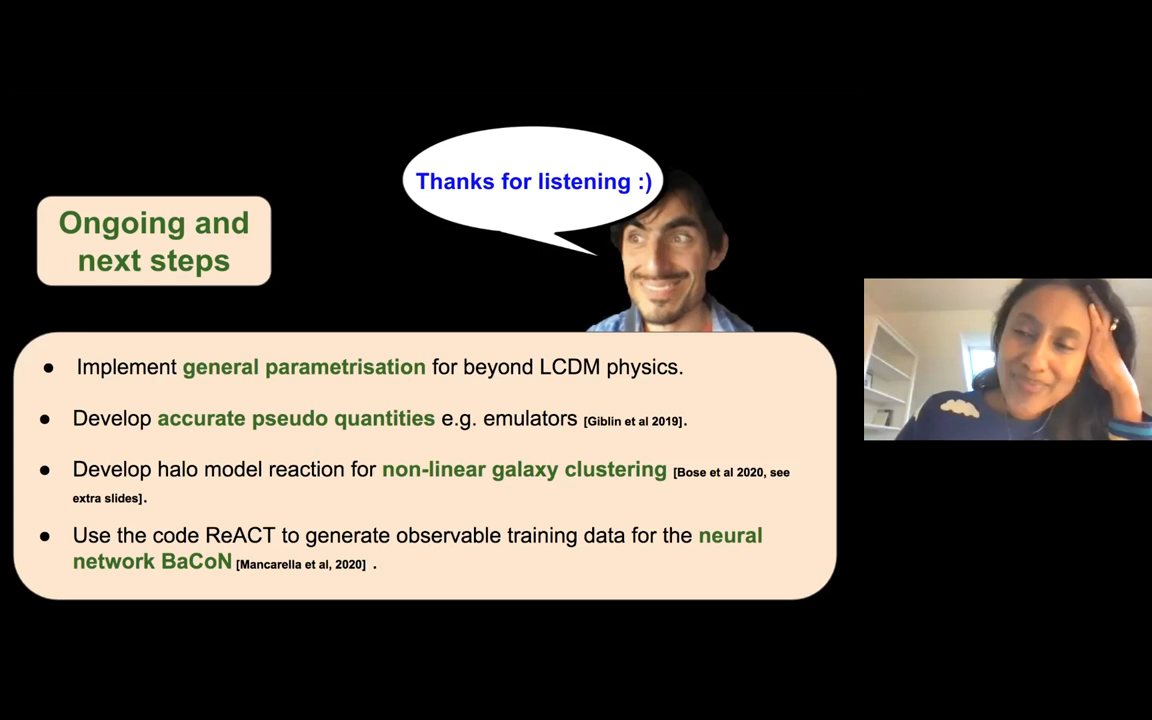 Thanks for listening :)
Ongoing and
next steps
● Implement general parametrisation for beyond LCDM physics.
● Develop accurate pseudo quantities e.g. emulators [Giblin et al 2019].
● Develop halo model reaction for non-linear galaxy clustering [Bose et al 2020, see
extra slides].
● Use the code ReACT to generate observable training data for the neural
network BaCoN [Mancarella et al, 2020] .